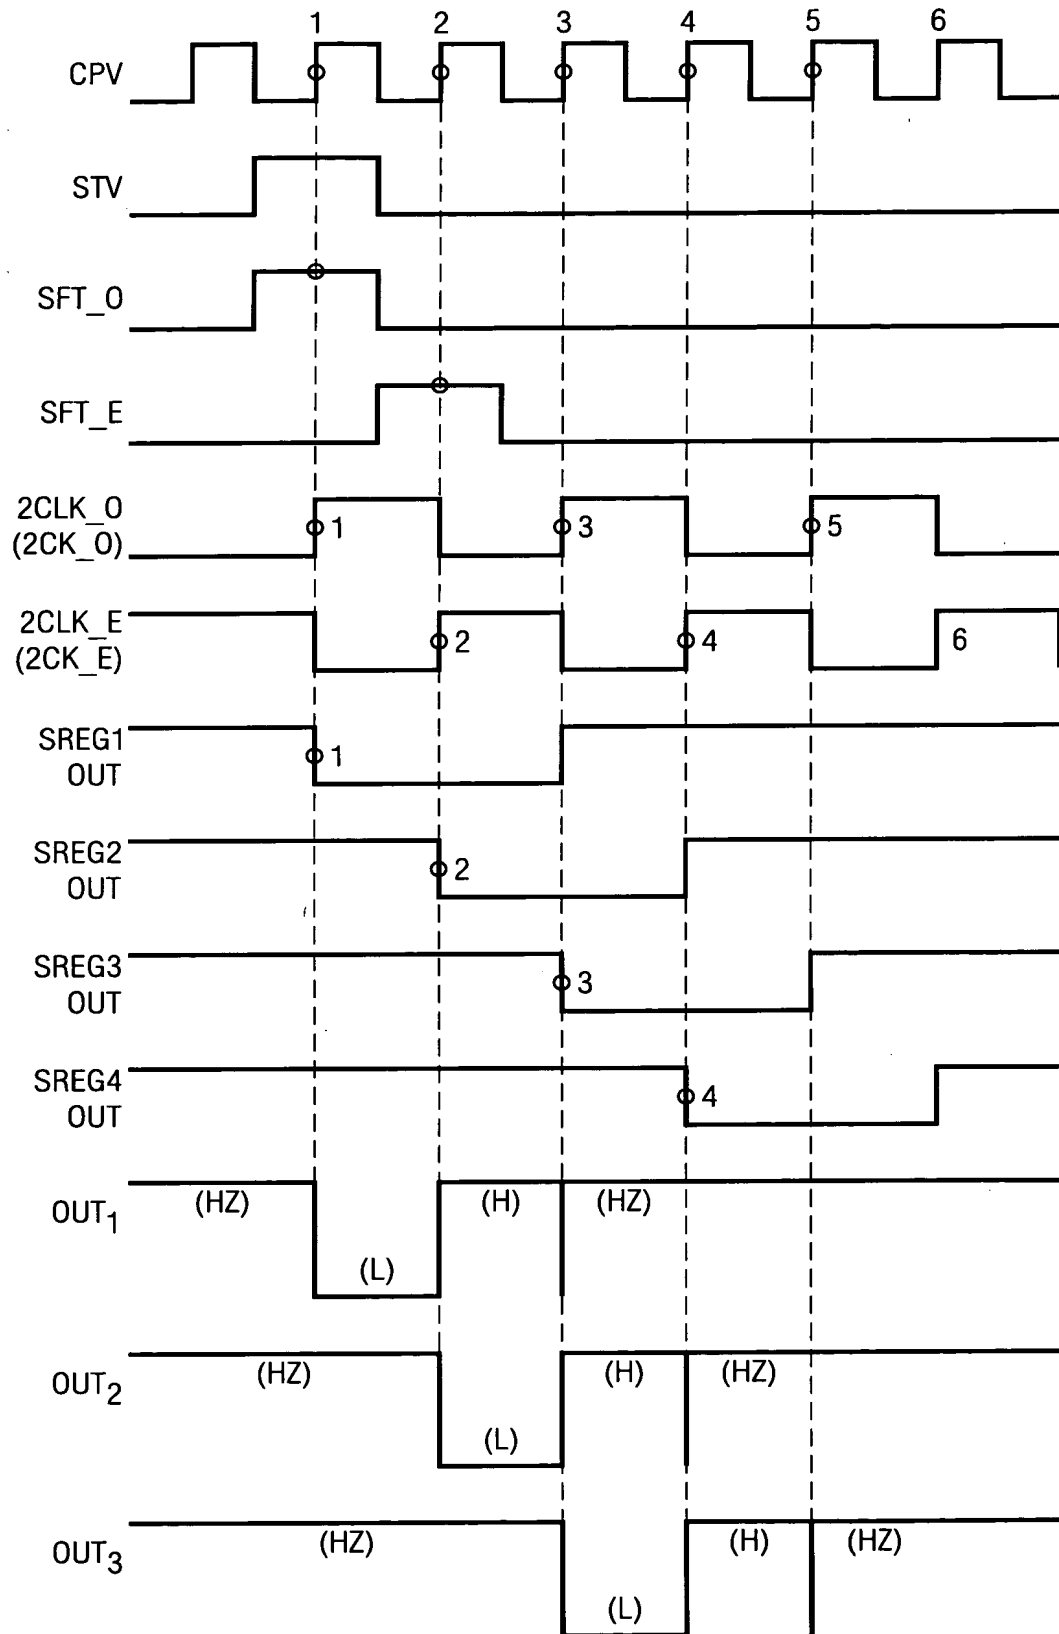 1 2 3 4 5 6
CPV
STV
SFT_O
SFT_E
2CLK_O
(2CK_O)
1 3 5
2CLK_E
(2CK_E)
2 4 6
SREG1
OUT
1
SREG2
OUT
2
SREG3
OUT
3
SREG4
OUT
4
OUT1
(HZ) (L) (H) (HZ)
OUT2
(HZ) (L) (H) (HZ)
OUT3
(HZ) (L) (H) (HZ)